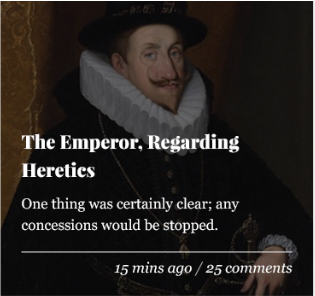 The Emperor, Regarding
Heretics
One thing was certainly clear; any
concessions would be stopped.
15 mins ago / 25 comments